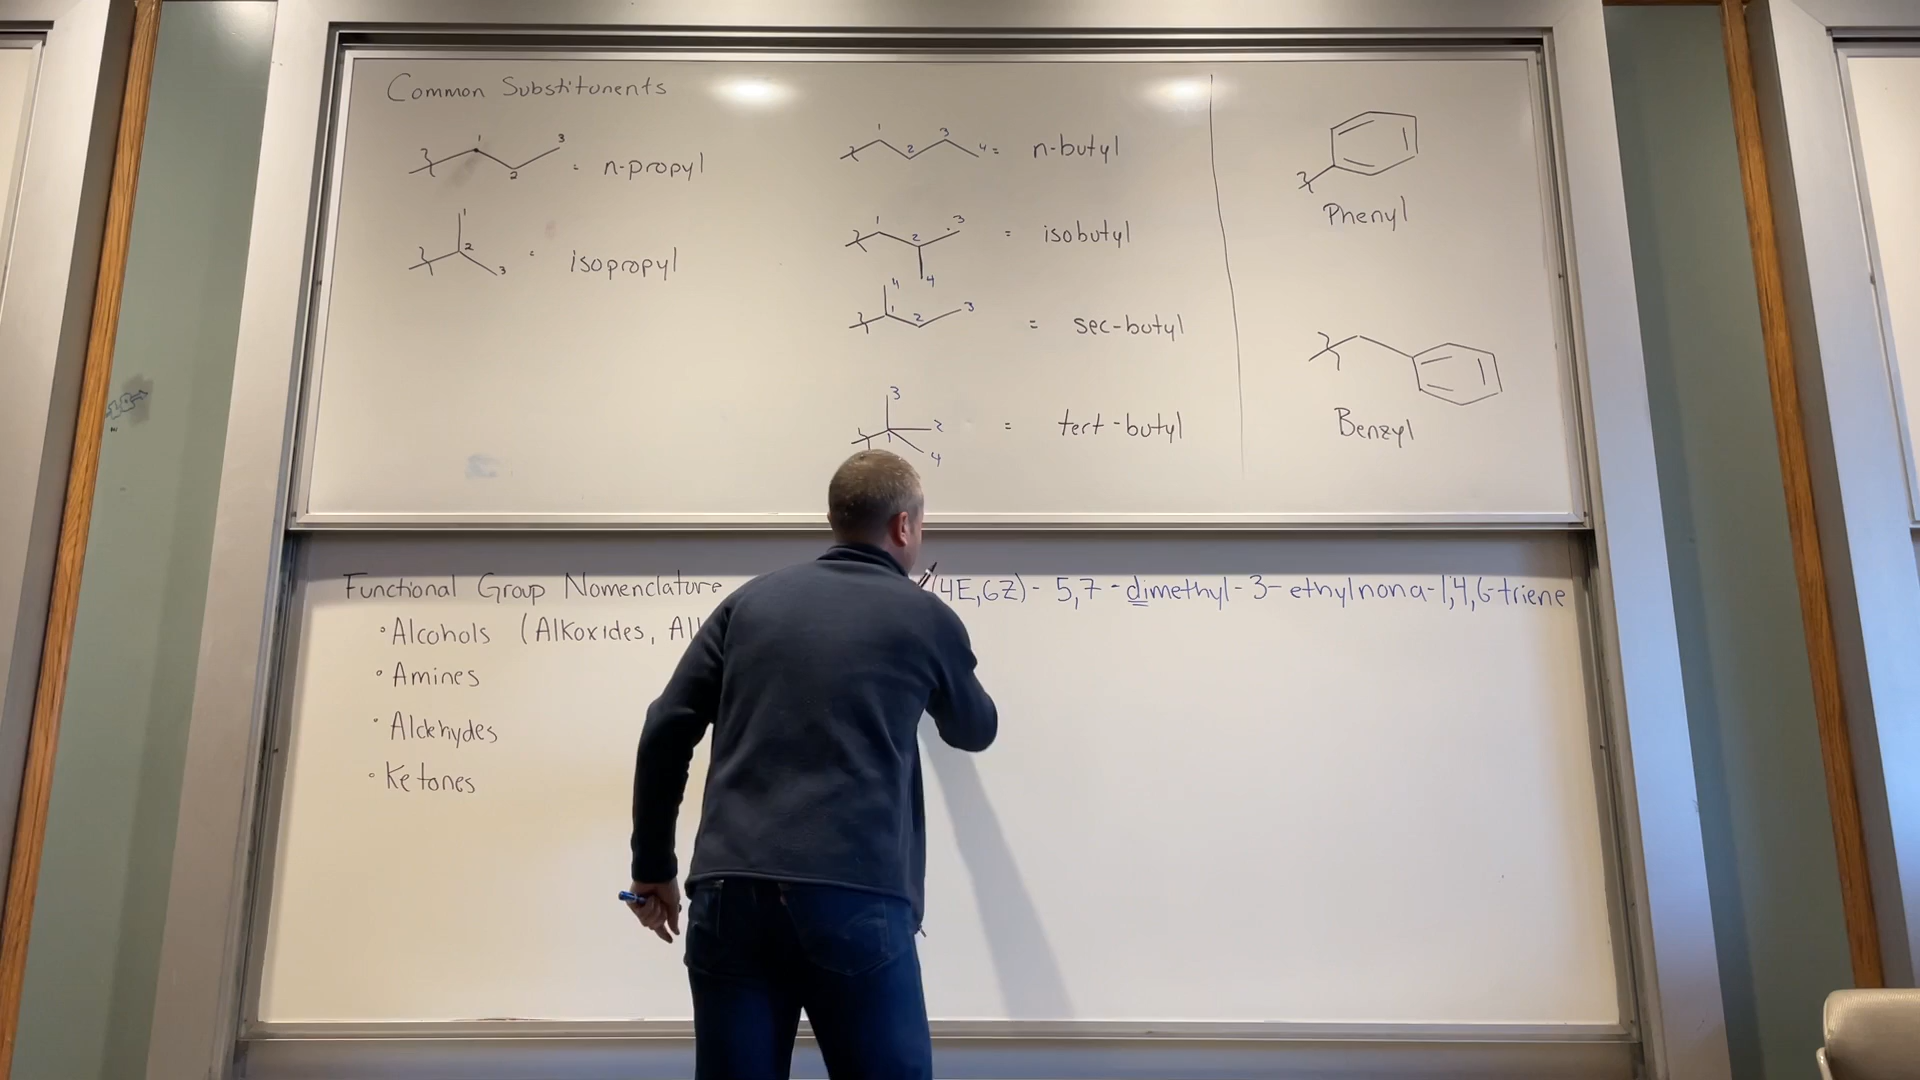 Common Substituents
1 2 3 = n-propyl
1 2 3 = isopropyl
1 2 3 4 = n-butyl
1 2 3 4 = isobutyl
4 1 2 3 = sec-butyl
3 1 2 4 = tert-butyl
Phenyl
Benzyl
Functional Group Nomenclature
• Alcohols (Alkoxides,
• Amines
• Aldehydes
• Ketones
(4E,6Z)- 5,7-dimethyl-3-ethylnona-1,4,6-triene